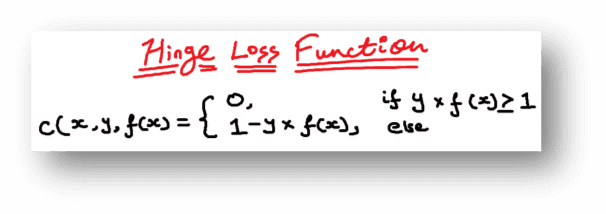 Hinge Loss Function
c(x, y, f(x) = { 0, if y × f(x) ≥ 1
1 - y × f(x), else